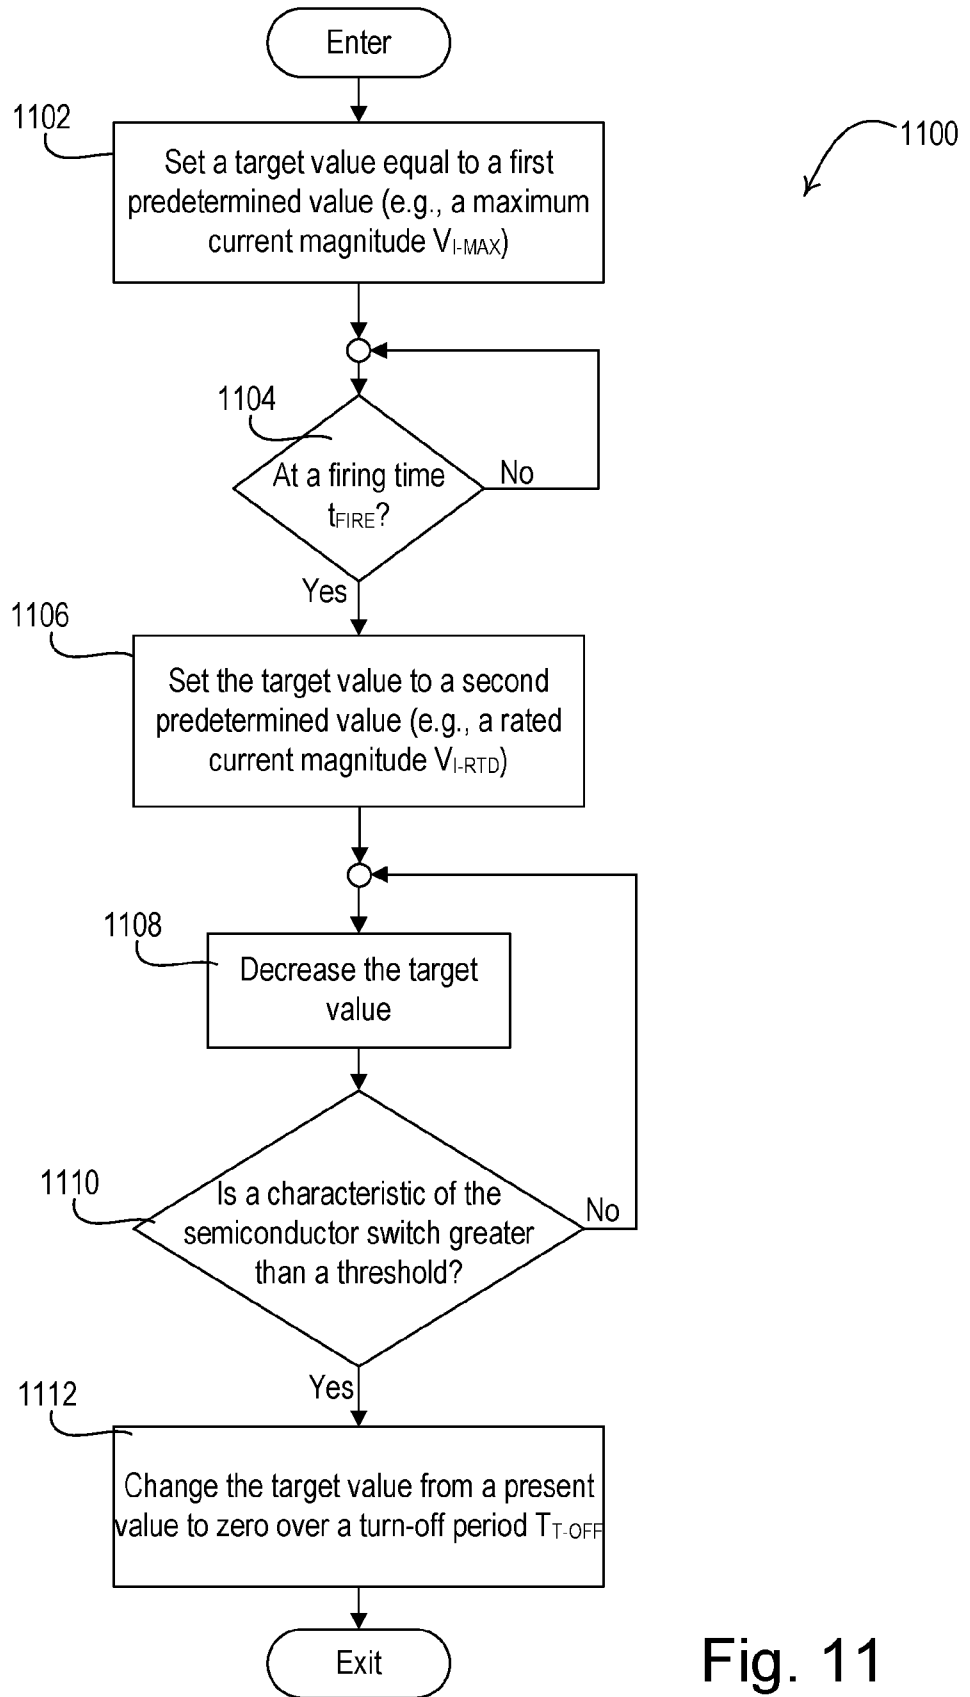 Enter
1102
1100
Set a target value equal to a first
predetermined value (e.g., a maximum
current magnitude VI-MAX)
1104
At a firing time
tFIRE?
No
Yes
1106
Set the target value to a second
predetermined value (e.g., a rated
current magnitude VI-RTD)
1108
Decrease the target
value
1110
Is a characteristic of the
semiconductor switch greater
than a threshold?
No
Yes
1112
Change the target value from a present
value to zero over a turn-off period TT-OFF
Exit
Fig. 11